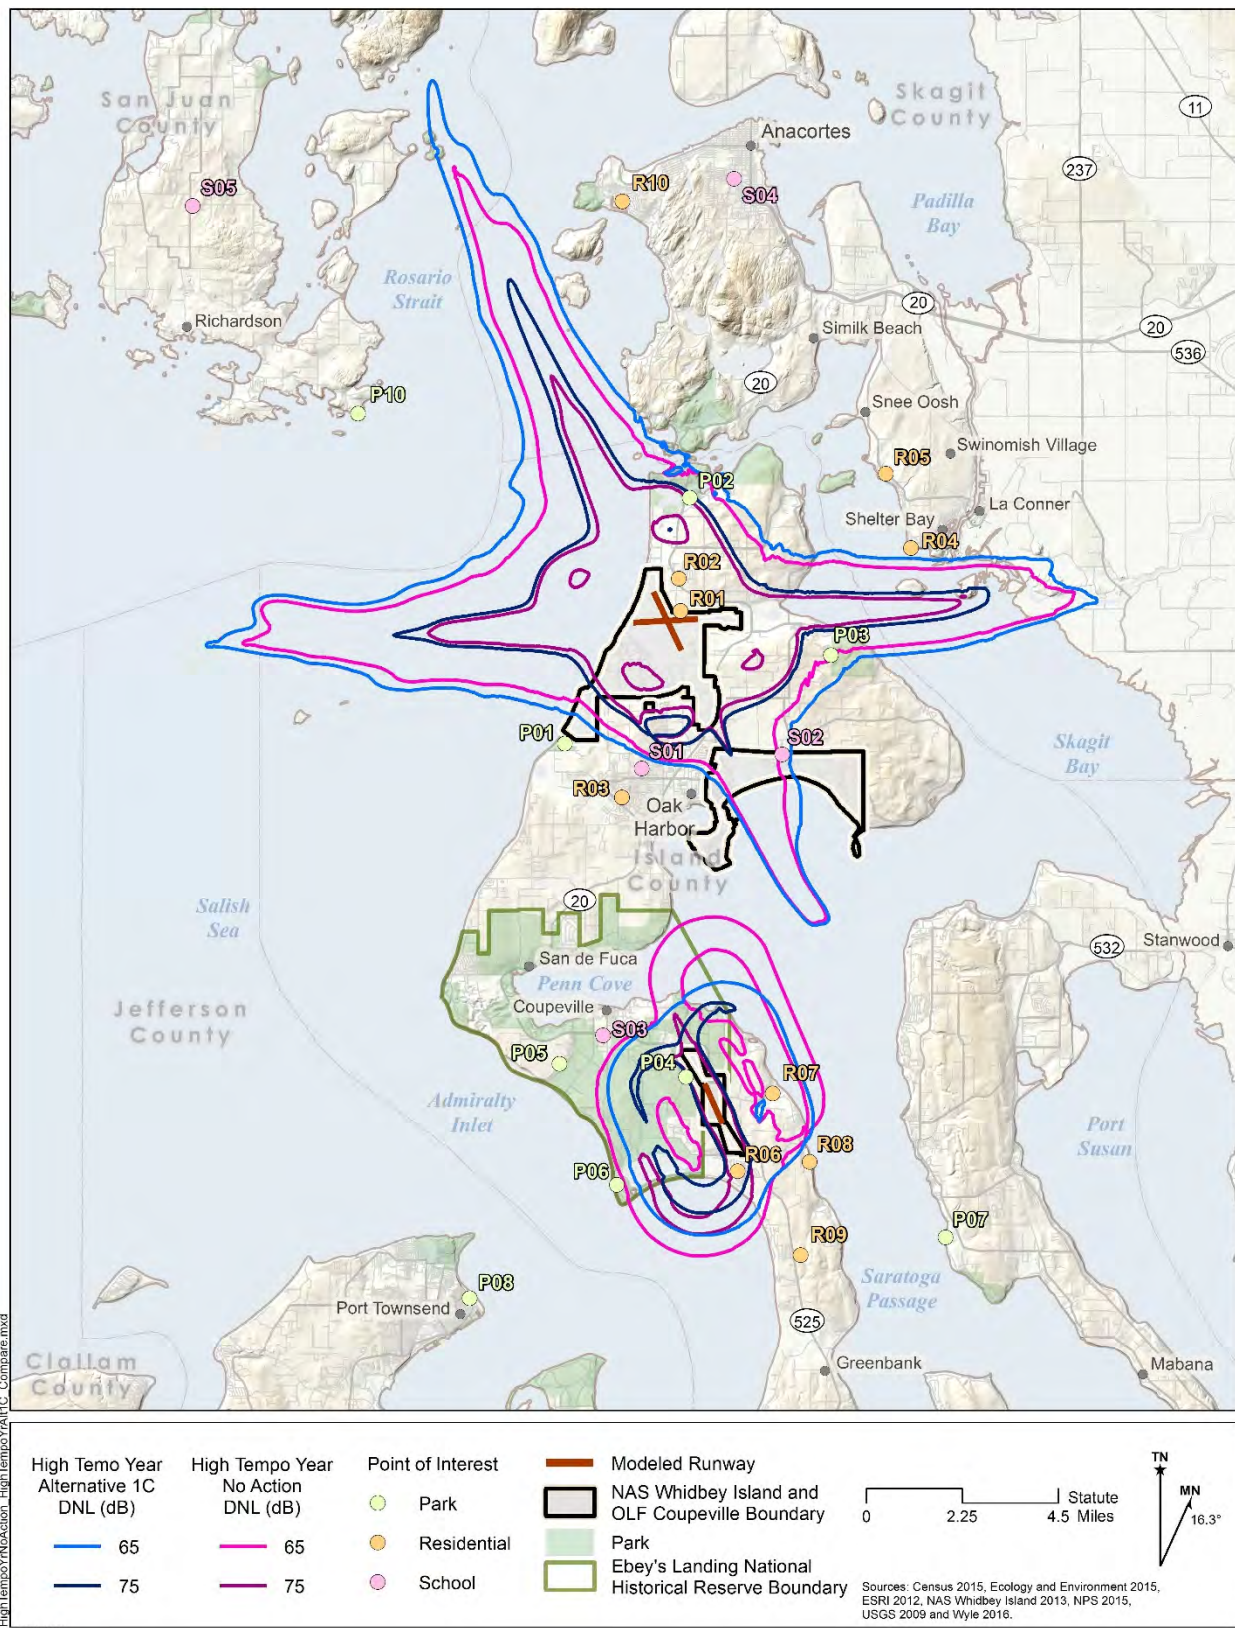 San Juan
County
Skagit
County
11
Anacortes
237
S05
R10
S04
Padilla
Bay
Rosario
Strait
20
Richardson
Similk Beach
20
536
20
P10
Snee Oosh
Swinomish Village
R05
P02
La Conner
Shelter Bay
R04
R02
R01
P03
P01
S01
S02
Skagit
Bay
R03
Oak
Harbor
Island
County
20
Salish
Sea
532
Stanwood
San de Fuca
Penn Cove
Jefferson
County
Coupeville
S03
P05
P04
R07
Admiralty
Inlet
Port
Susan
R08
R06
P06
P07
R09
Saratoga
Passage
P08
Port Townsend
525
Clallam
County
Greenbank
Mabana
HighTempoYrNoAction_HighTempoYrAlt1C_Compare.mxd
High Temo Year
Alternative 1C
DNL (dB)
65
75
High Tempo Year
No Action
DNL (dB)
65
75
Point of Interest
Park
Residential
School
Modeled Runway
NAS Whidbey Island and
OLF Coupeville Boundary
Park
Ebey's Landing National
Historical Reserve Boundary
Statute
0 2.25 4.5 Miles
TN
MN
16.3°
Sources: Census 2015, Ecology and Environment 2015,
ESRI 2012, NAS Whidbey Island 2013, NPS 2015,
USGS 2009 and Wyle 2016.